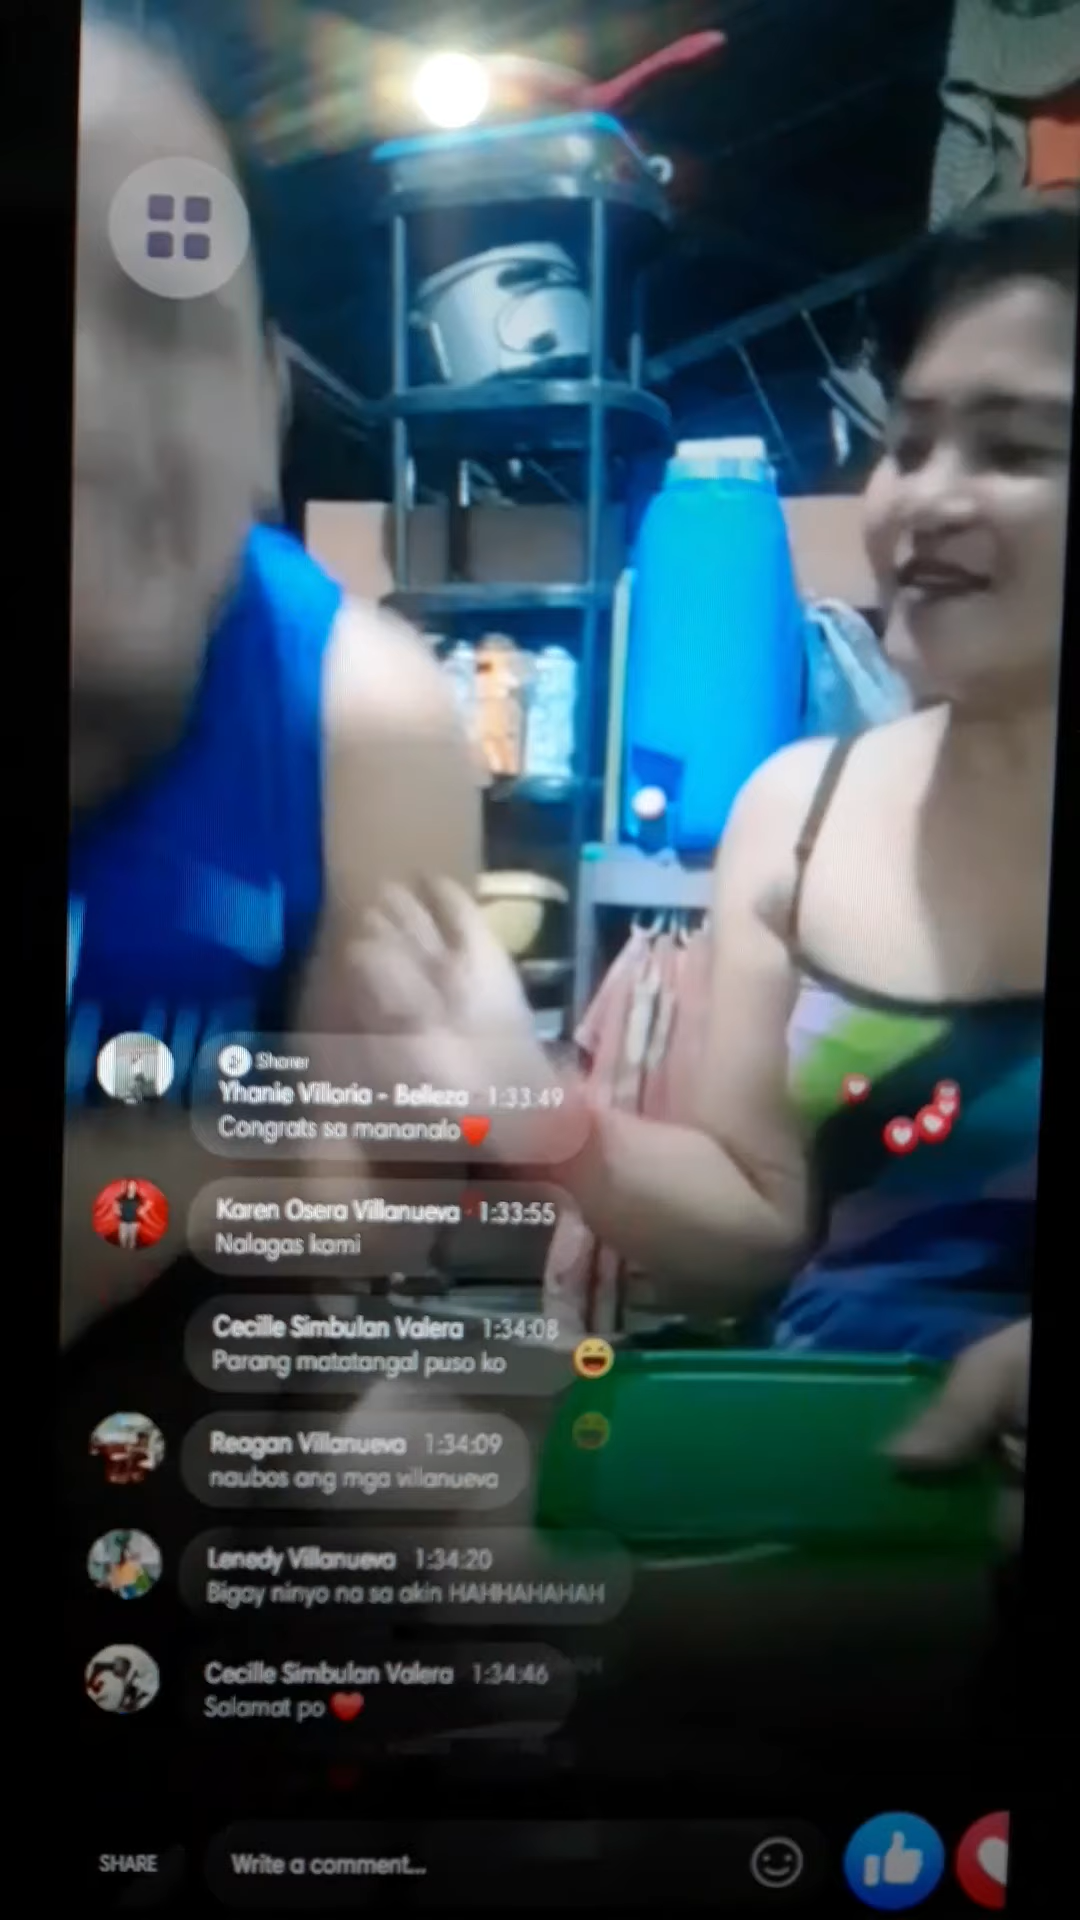 Sharer
Yhanie Villoria - Belleza 1:33:49
Congrats sa mananalo❤️
Karen Osera Villanueva 1:33:55
Nalagas kami
Cecille Simbulan Valera 1:34:08
Parang matatangal puso ko
Reagan Villanueva 1:34:09
naubos ang mga villanueva
Lenedy Villanueva 1:34:20
Bigay ninyo na sa akin HAHHAHAHAH
Cecille Simbulan Valera 1:34:46
Salamat po ❤️
SHARE
Write a comment...